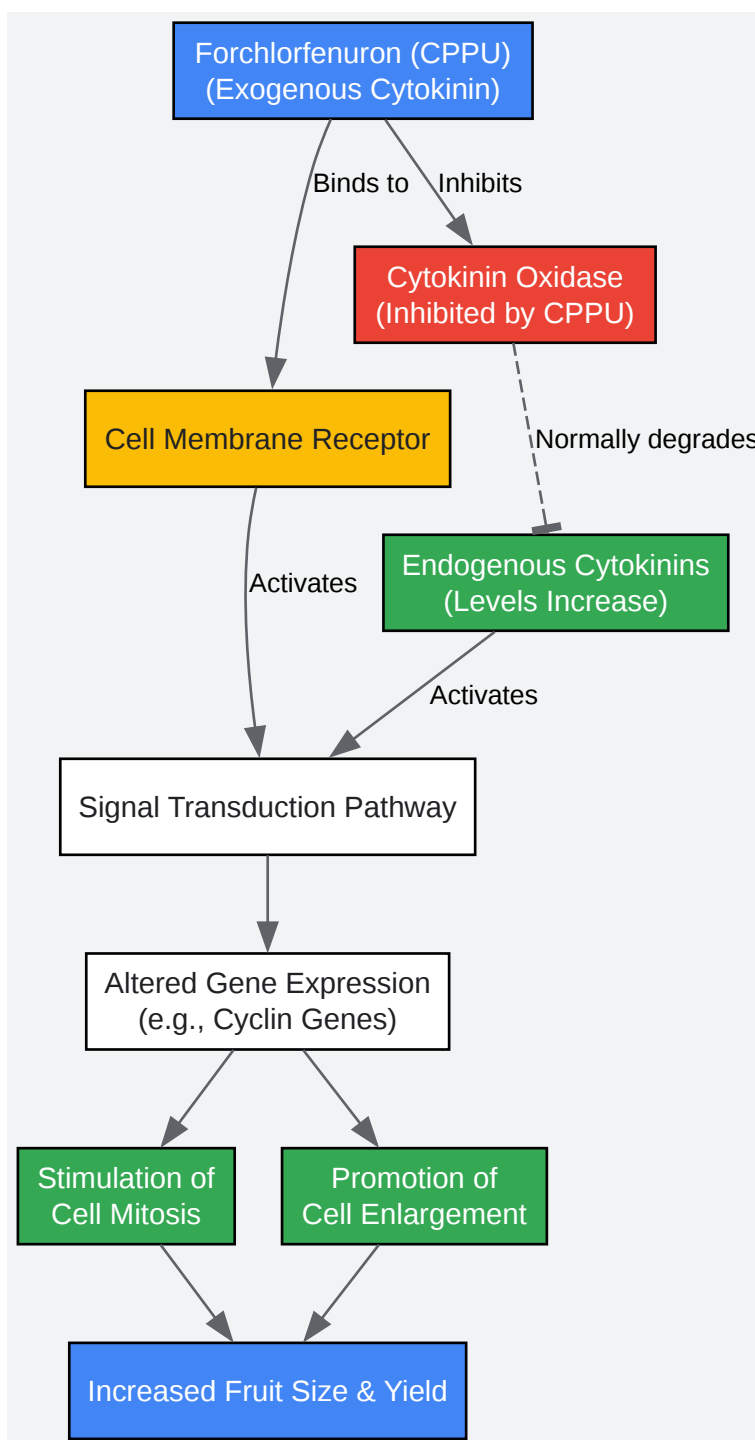 Forchlorfenuron (CPPU)
(Exogenous Cytokinin)
Binds to
Inhibits
Cytokinin Oxidase
(Inhibited by CPPU)
Cell Membrane Receptor
Normally degrades
Endogenous Cytokinins
(Levels Increase)
Activates
Activates
Signal Transduction Pathway
Altered Gene Expression
(e.g., Cyclin Genes)
Stimulation of
Cell Mitosis
Promotion of
Cell Enlargement
Increased Fruit Size & Yield